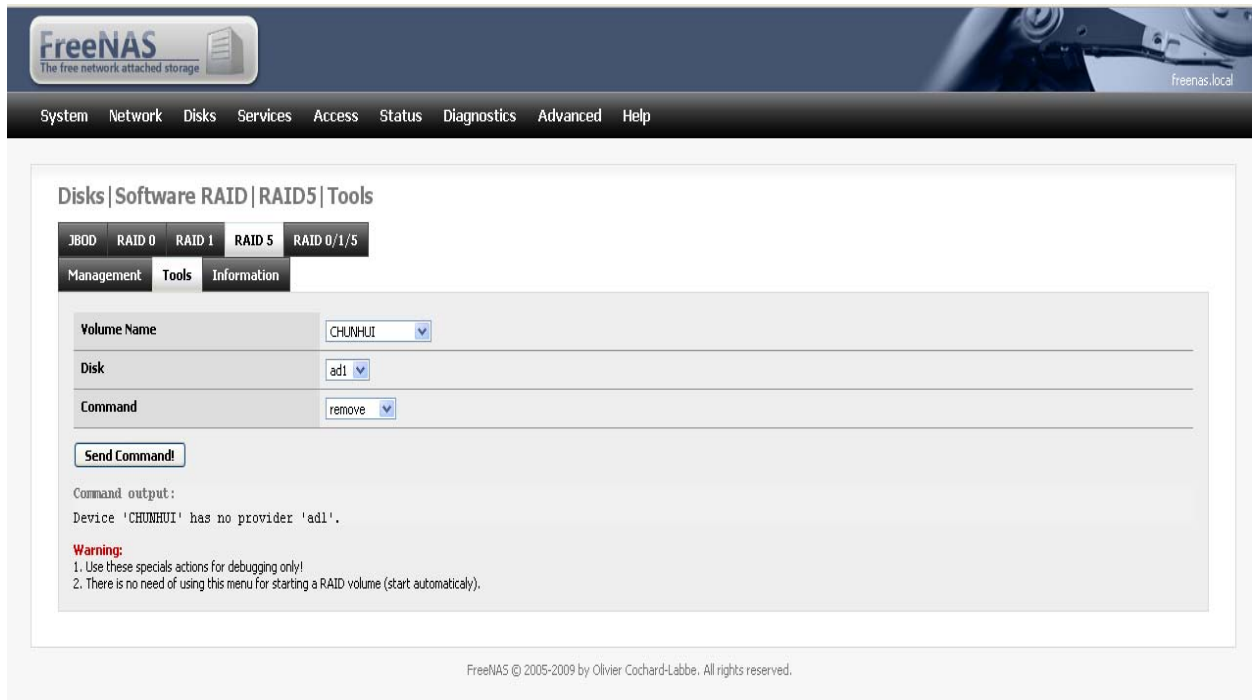 FreeNAS
The free network attached storage
freenas.local
System Network Disks Services Access Status Diagnostics Advanced Help
Disks|Software RAID|RAID5|Tools
JBOD RAID 0 RAID 1 RAID 5 RAID 0/1/5
Management Tools Information
Volume Name CHUNHUI
Disk ad1
Command remove
Send Command!
Command output:
Device 'CHUNHUI' has no provider 'ad1'.
Warning:
1. Use these specials actions for debugging only!
2. There is no need of using this menu for starting a RAID volume (start automaticaly).
FreeNAS © 2005-2009 by Olivier Cochard-Labbe. All rights reserved.